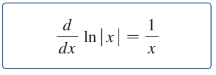 d/dx ln|x| = 1/x